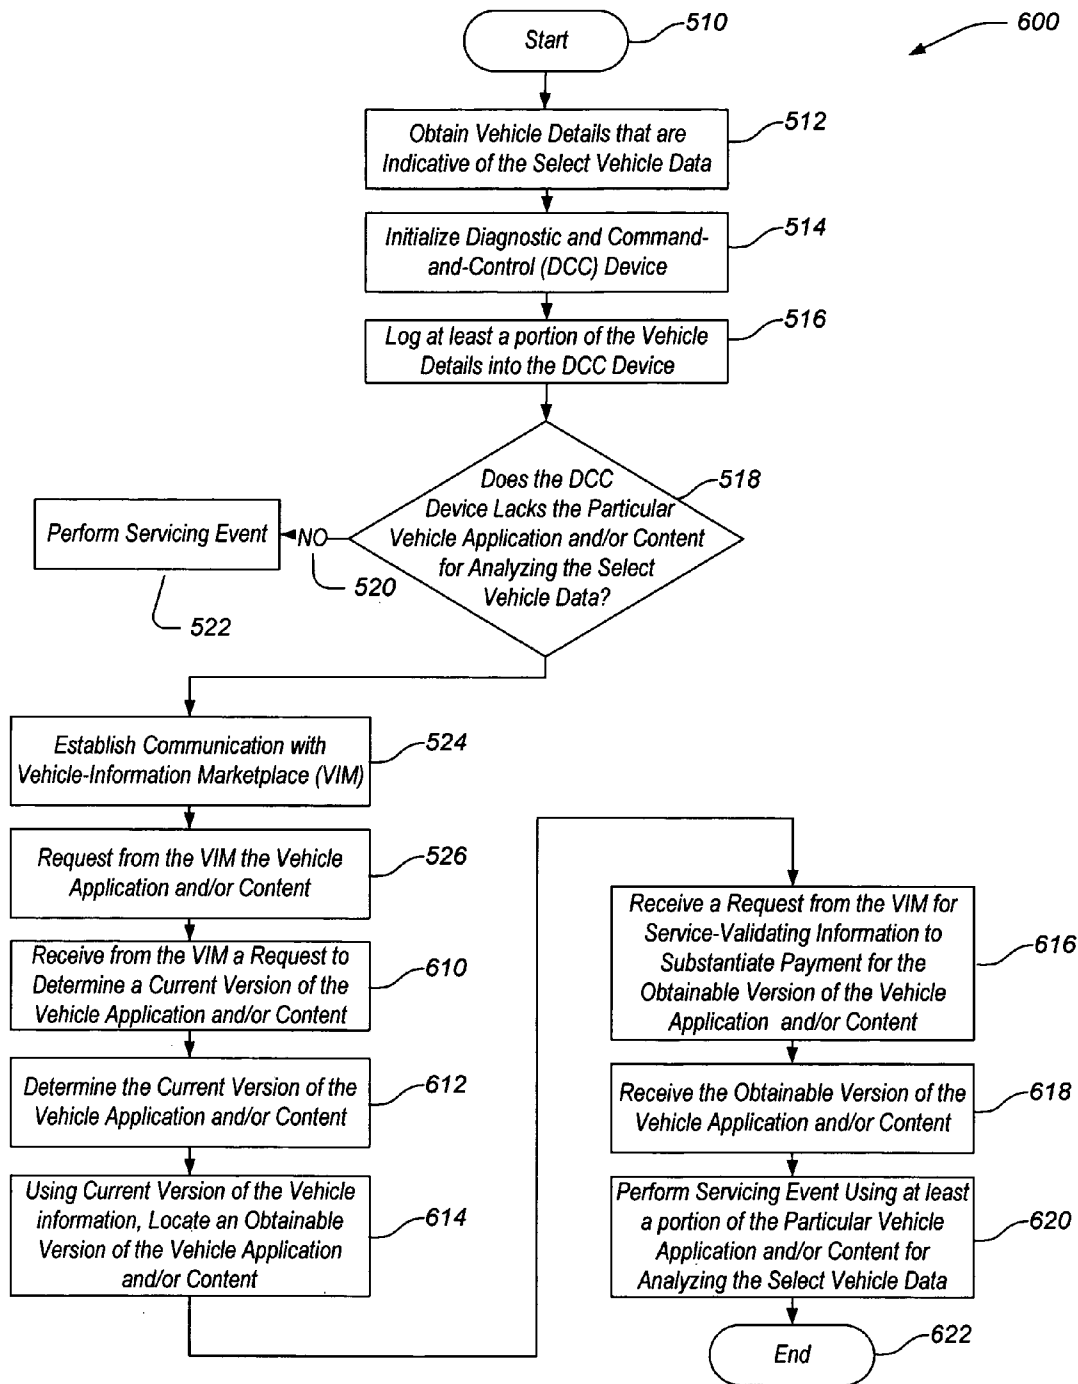 Start
510
600
Obtain Vehicle Details that are
Indicative of the Select Vehicle Data
512
Initialize Diagnostic and Command-
and-Control (DCC) Device
514
Log at least a portion of the Vehicle
Details into the DCC Device
516
Does the DCC
Device Lacks the Particular
Vehicle Application and/or Content
for Analyzing the Select
Vehicle Data?
518
NO
520
Perform Servicing Event
522
Establish Communication with
Vehicle-Information Marketplace (VIM)
524
Request from the VIM the Vehicle
Application and/or Content
526
Receive from the VIM a Request to
Determine a Current Version of the
Vehicle Application and/or Content
610
Determine the Current Version of the
Vehicle Application and/or Content
612
Using Current Version of the Vehicle
information, Locate an Obtainable
Version of the Vehicle Application
and/or Content
614
Receive a Request from the VIM for
Service-Validating Information to
Substantiate Payment for the
Obtainable Version of the Vehicle
Application and/or Content
616
Receive the Obtainable Version of the
Vehicle Application and/or Content
618
Perform Servicing Event Using at least
a portion of the Particular Vehicle
Application and/or Content for
Analyzing the Select Vehicle Data
620
End
622